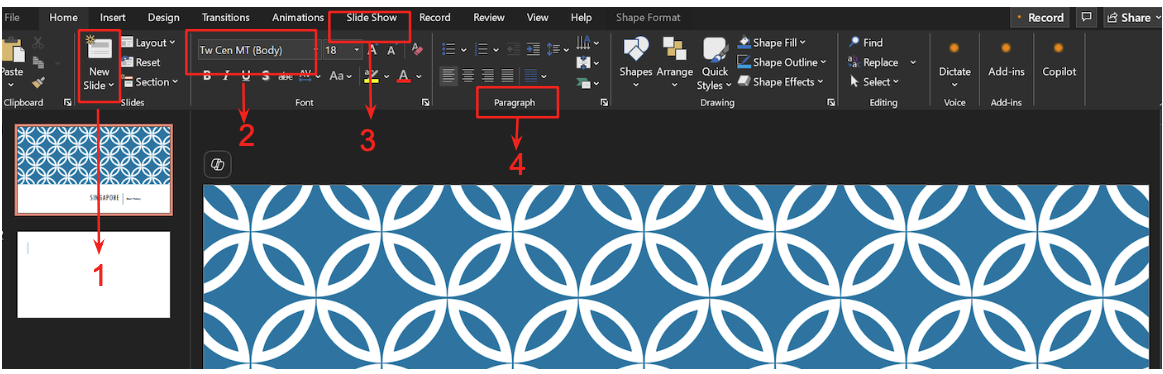 File Home Insert Design Transitions Animations Slide Show Record Review View Help Shape Format Record Share
Tw Cen MT (Body) 18 A A
Paste
New Slide
Layout
Reset
Section
B I U S abc AV Aa A
Shapes Arrange Quick Styles
Shape Fill
Shape Outline
Shape Effects
Find
Replace
Select
Dictate Add-ins Copilot
Clipboard Slides Font Paragraph Drawing Editing Voice Add-ins
2
3
4
SINGAPORE
1